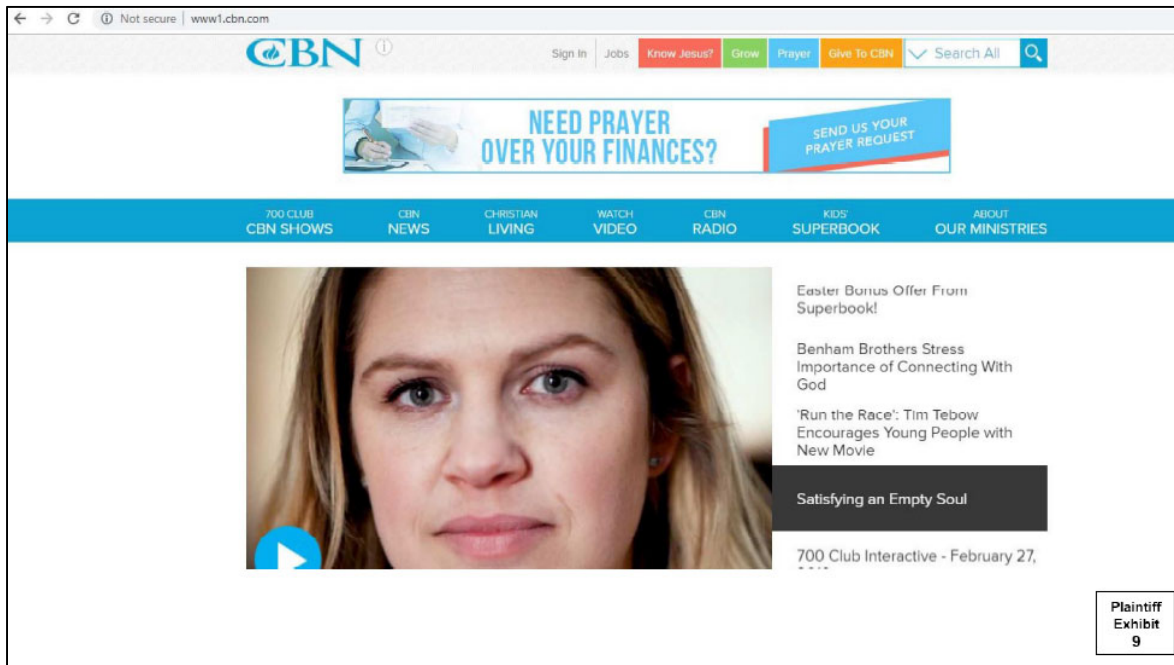 Not secure | www1.cbn.com
CBN
Sign In | Jobs Know Jesus? Grow Prayer Give To CBN Search All
NEED PRAYER
OVER YOUR FINANCES?
SEND US YOUR
PRAYER REQUEST
700 CLUB
CBN SHOWS
CBN
NEWS
CHRISTIAN
LIVING
WATCH
VIDEO
CBN
RADIO
KIDS'
SUPERBOOK
ABOUT
OUR MINISTRIES
Easter Bonus Offer From
Superbook!
Benham Brothers Stress
Importance of Connecting With
God
'Run the Race': Tim Tebow
Encourages Young People with
New Movie
Satisfying an Empty Soul
700 Club Interactive - February 27,
Plaintiff
Exhibit
9